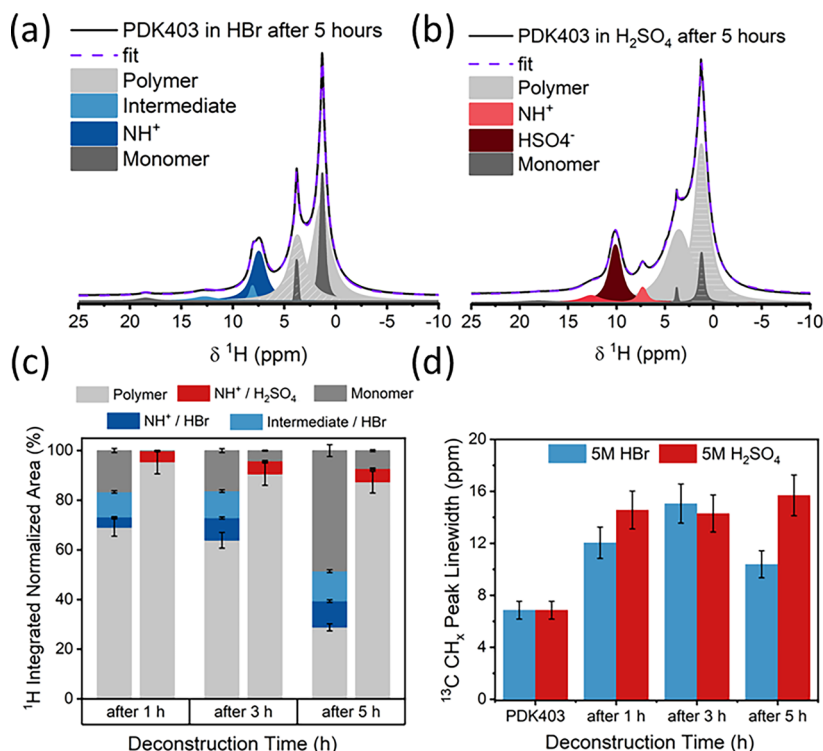 (a)
PDK403 in HBr after 5 hours
fit
Polymer
Intermediate
NH⁺
Monomer
25 20 15 10 5 0 -5 -10
δ ¹H (ppm)
(b)
PDK403 in H₂SO₄ after 5 hours
fit
Polymer
NH⁺
HSO4⁻
Monomer
25 20 15 10 5 0 -5 -10
δ ¹H (ppm)
(c)
Polymer NH⁺ / H₂SO₄ Monomer
NH⁺ / HBr Intermediate / HBr
¹H Integrated Normalized Area (%)
100
80
60
40
20
0
after 1 h after 3 h after 5 h
Deconstruction Time (h)
(d)
5M HBr 5M H₂SO₄
¹³C CHₓ Peak Linewidth (ppm)
20
16
12
8
4
0
PDK403 after 1 h after 3 h after 5 h
Deconstruction Time (h)